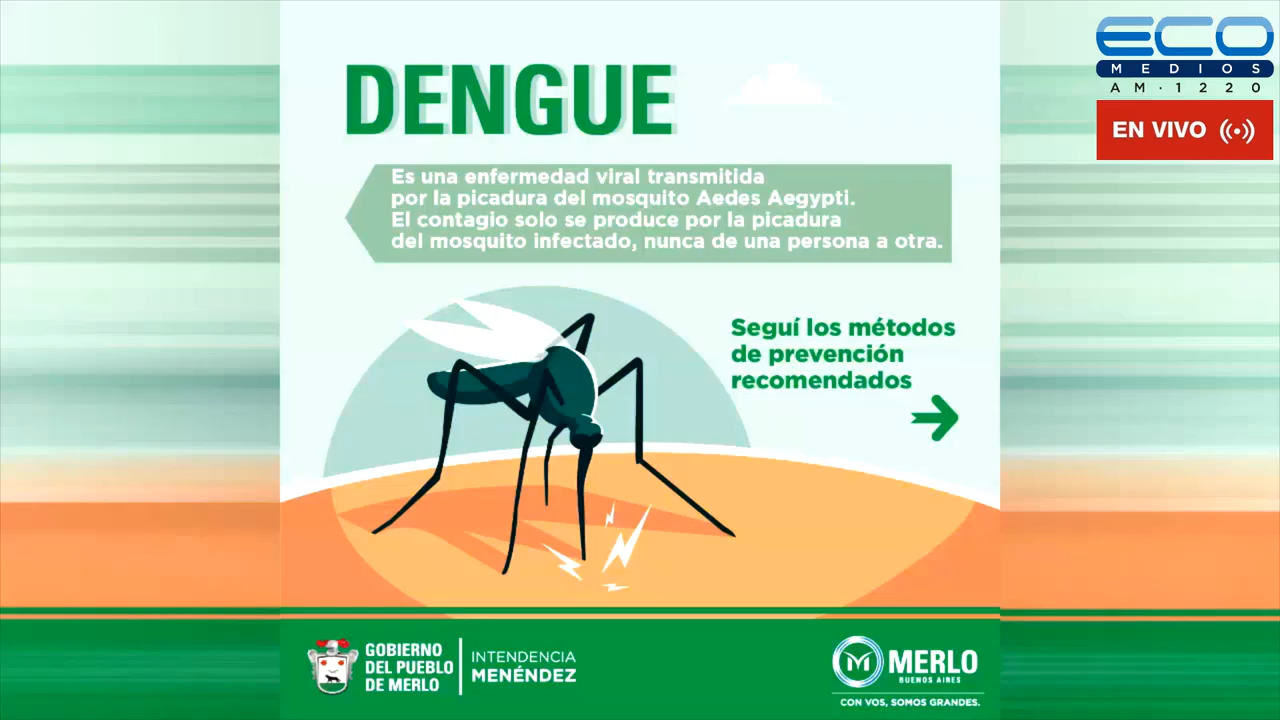 ECO
MEDIOS
AM·1220
EN VIVO
DENGUE
Es una enfermedad viral transmitida
por la picadura del mosquito Aedes Aegypti.
El contagio solo se produce por la picadura
del mosquito infectado, nunca de una persona a otra.
Seguí los métodos
de prevención
recomendados
GOBIERNO
DEL PUEBLO
DE MERLO
INTENDENCIA
MENÉNDEZ
MERLO
BUENOS AIRES
CON VOS, SOMOS GRANDES.